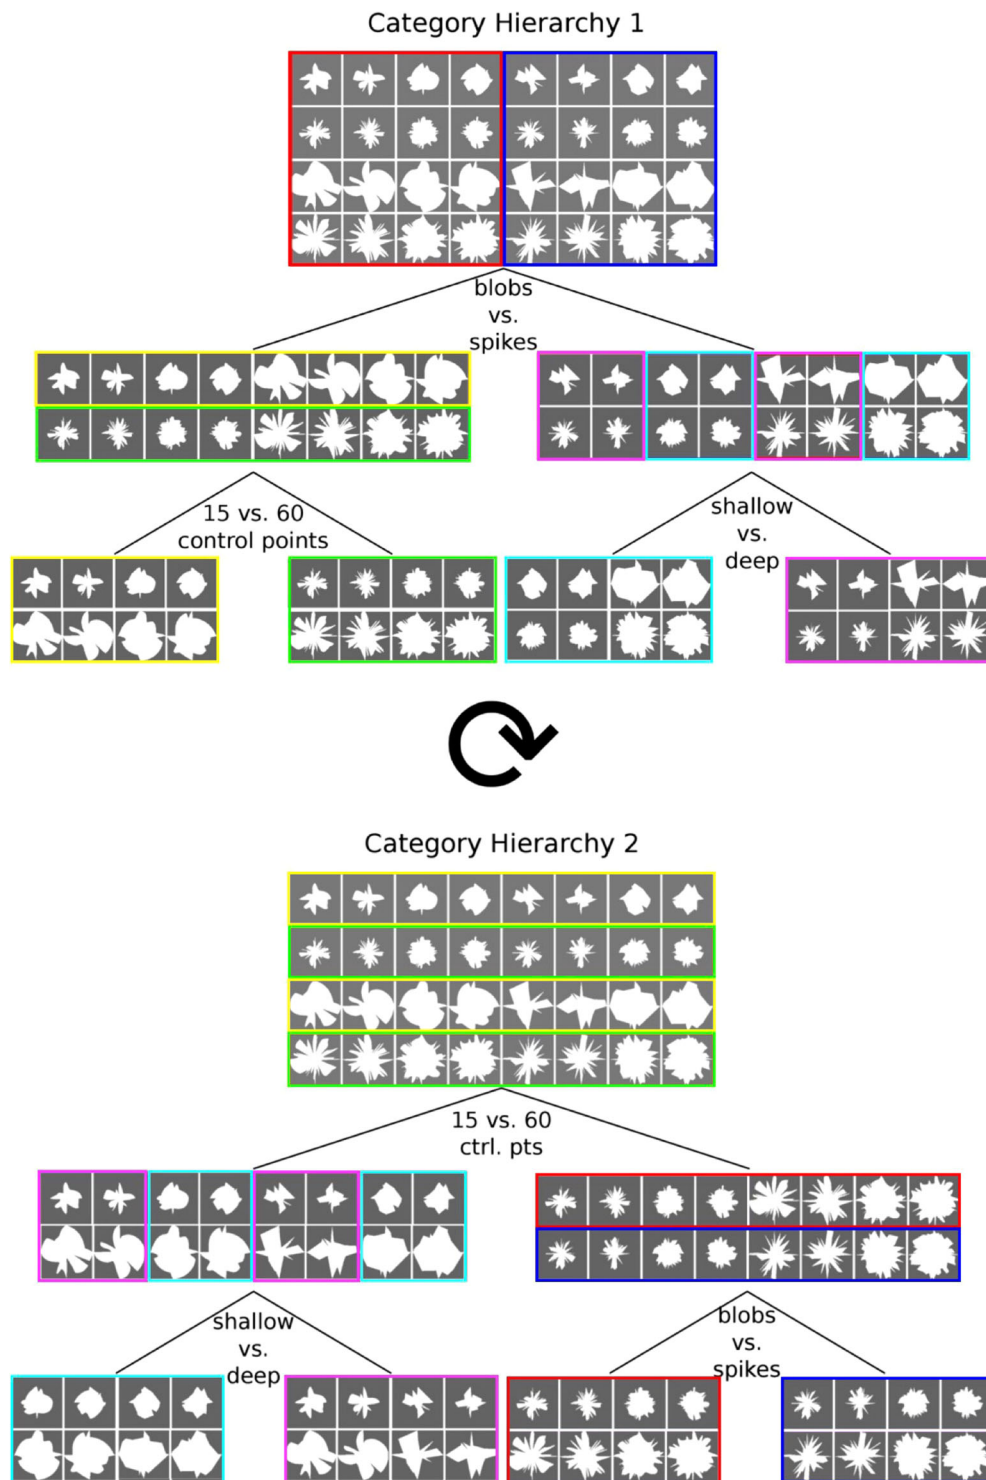 Category Hierarchy 1
blobs
vs.
spikes
15 vs. 60
control points
shallow
vs.
deep
Category Hierarchy 2
15 vs. 60
ctrl. pts
shallow
vs.
deep
blobs
vs.
spikes